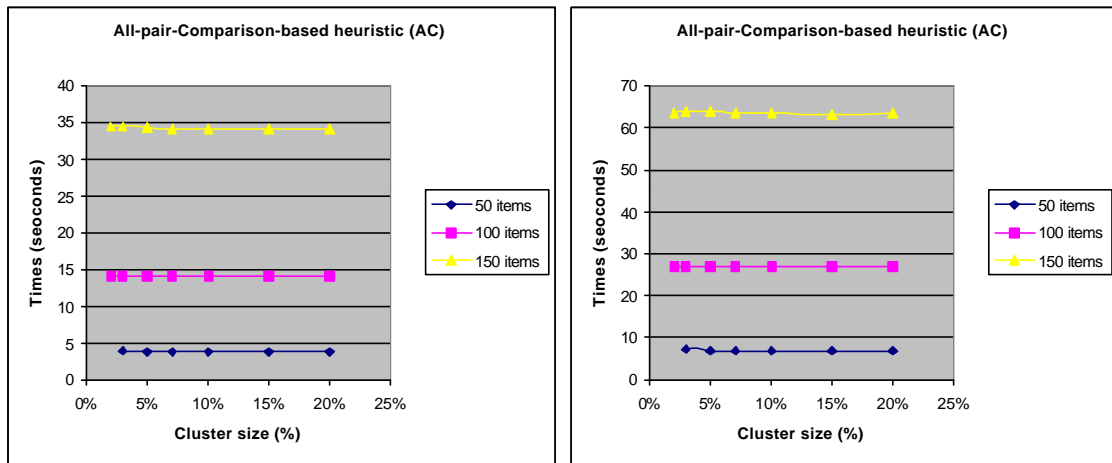 All-pair-Comparison-based heuristic (AC)
40
35
30
25
20
15
10
5
0
0% 5% 10% 15% 20% 25%
Times (seoconds)
Cluster size (%)
50 items
100 items
150 items
All-pair-Comparison-based heuristic (AC)
70
60
50
40
30
20
10
0
0% 5% 10% 15% 20% 25%
Times (seoconds)
Cluster size (%)
50 items
100 items
150 items